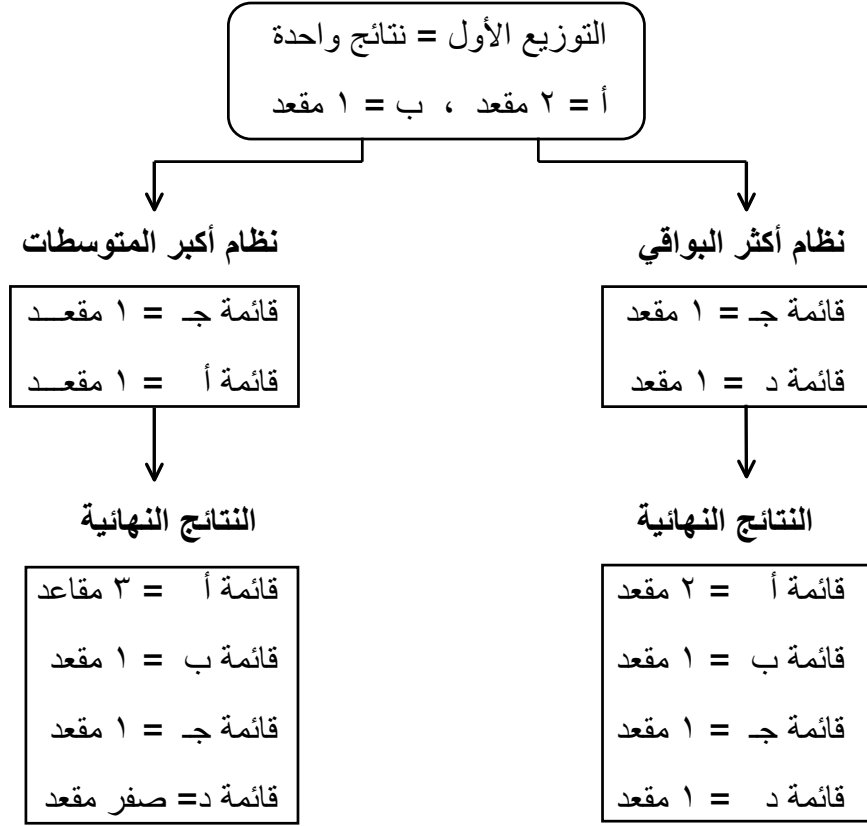 التوزيع الأول = نتائج واحدة
أ = ٢ مقعد ، ب = ١ مقعد
نظام أكثر البواقي
قائمة جـ = ١ مقعد
قائمة د = ١ مقعد
النتائج النهائية
قائمة أ = ٢ مقعد
قائمة ب = ١ مقعد
قائمة جـ = ١ مقعد
قائمة د = ١ مقعد
نظام أكبر المتوسطات
قائمة جـ = ١ مقعـــد
قائمة أ = ١ مقعـــد
النتائج النهائية
قائمة أ = ٣ مقاعد
قائمة ب = ١ مقعد
قائمة جـ = ١ مقعد
قائمة د= صفر مقعد